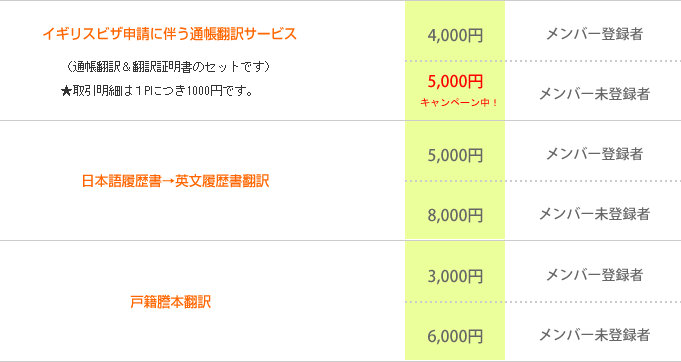 イギリスビザ申請に伴う通帳翻訳サービス
（通帳翻訳＆翻訳証明書のセットです）
★取引明細は１Pにつき1000円です。
4,000円 メンバー登録者
5,000円
キャンペーン中！
メンバー未登録者
日本語履歴書→英文履歴書翻訳
5,000円 メンバー登録者
8,000円 メンバー未登録者
戸籍謄本翻訳
3,000円 メンバー登録者
6,000円 メンバー未登録者